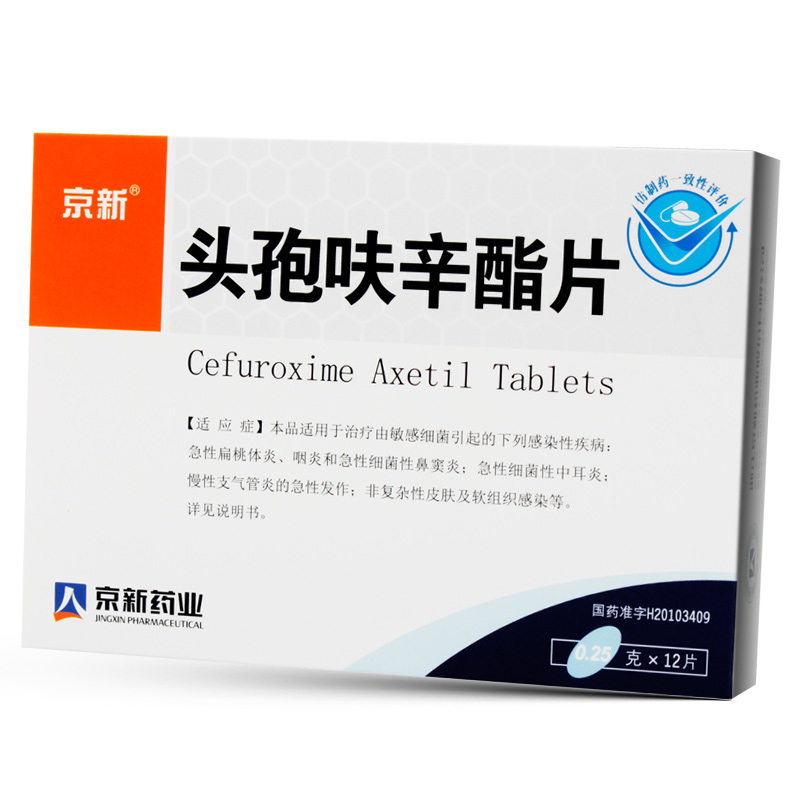 京新®
仿制药一致性评价
头孢呋辛酯片
Cefuroxime Axetil Tablets
【适 应 症】本品适用于治疗由敏感细菌引起的下列感染性疾病：
急性扁桃体炎、咽炎和急性细菌性鼻窦炎；急性细菌性中耳炎；
慢性支气管炎的急性发作；非复杂性皮肤及软组织感染等。
详见说明书。
京新药业
JINGXIN PHARMACEUTICAL
国药准字H20103409
0.25 克×12片